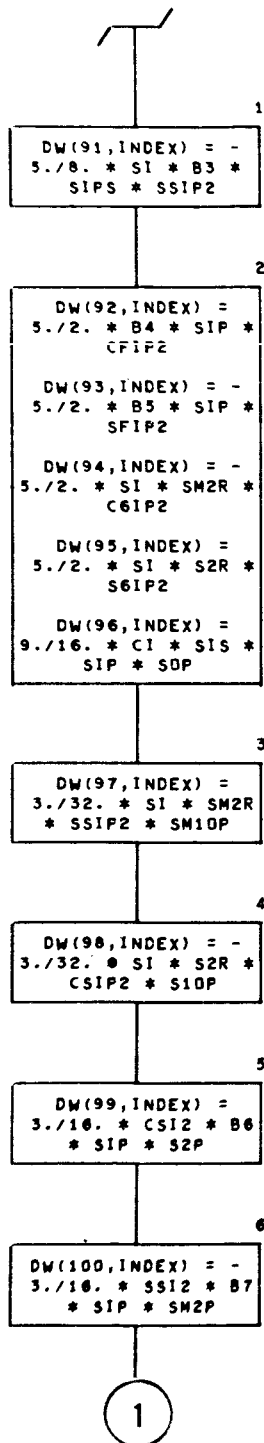 1
DW(91,INDEX) = -
5./8. * SI * B3 *
SIPS * SSIP2
2
DW(92,INDEX) =
5./2. * B4 * SIP *
CFIP2
DW(93,INDEX) = -
5./2. * B5 * SIP *
SFIP2
DW(94,INDEX) = -
5./2. * SI * SM2R *
C6IP2
DW(95,INDEX) =
5./2. * SI * S2R *
S6IP2
DW(96,INDEX) =
9./16. * CI * SIS *
SIP * S0P
3
DW(97,INDEX) =
3./32. * SI * SM2R
* SSIP2 * SM10P
4
DW(98,INDEX) = -
3./32. * SI * S2R *
CSIP2 * S10P
5
DW(99,INDEX) =
3./16. * CSI2 * B6
* SIP * S2P
6
DW(100,INDEX) = -
3./16. * SSI2 * B7
* SIP * SM2P
1